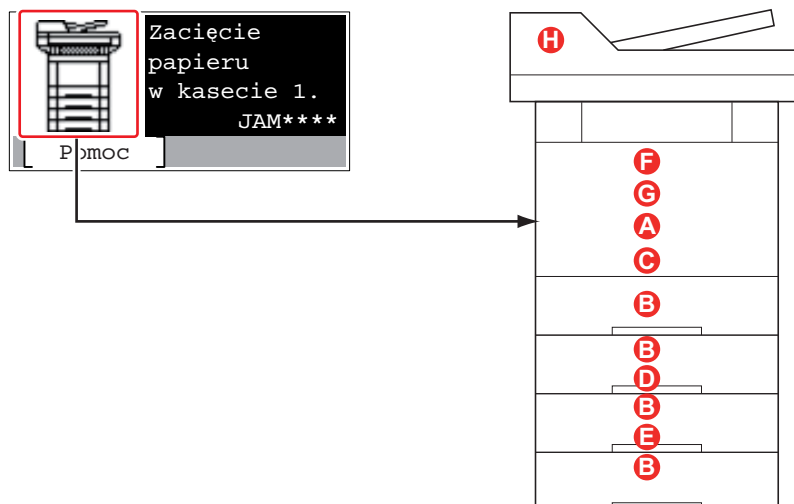 Zacięcie
papieru
w kasecie 1.
JAM****
Pomoc
H
F
G
A
C
B
B
D
B
E
B